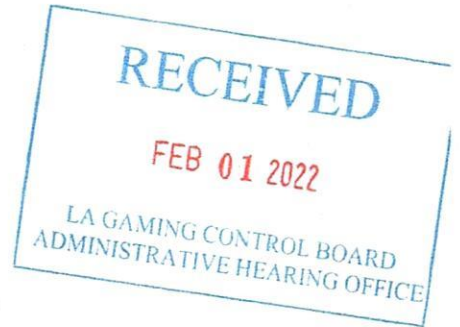 RECEIVED
FEB 01 2022
LA GAMING CONTROL BOARD
ADMINISTRATIVE HEARING OFFICE